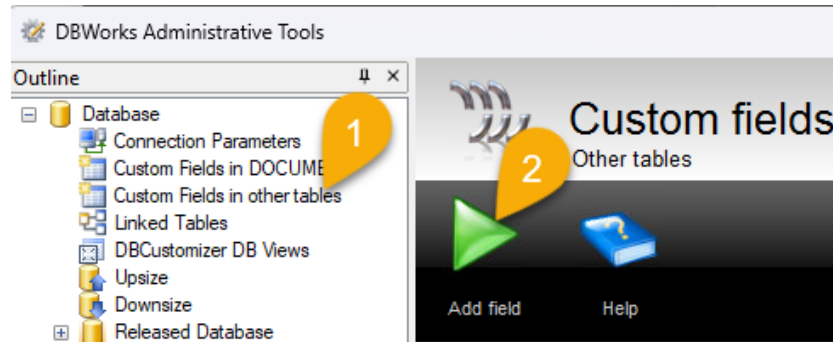 DBWorks Administrative Tools
Outline
Database
Connection Parameters
Custom Fields in DOCUME
Custom Fields in other tables
Linked Tables
DBCustomizer DB Views
Upsize
Downsize
Released Database
1
Custom fields
Other tables
2
Add field
Help